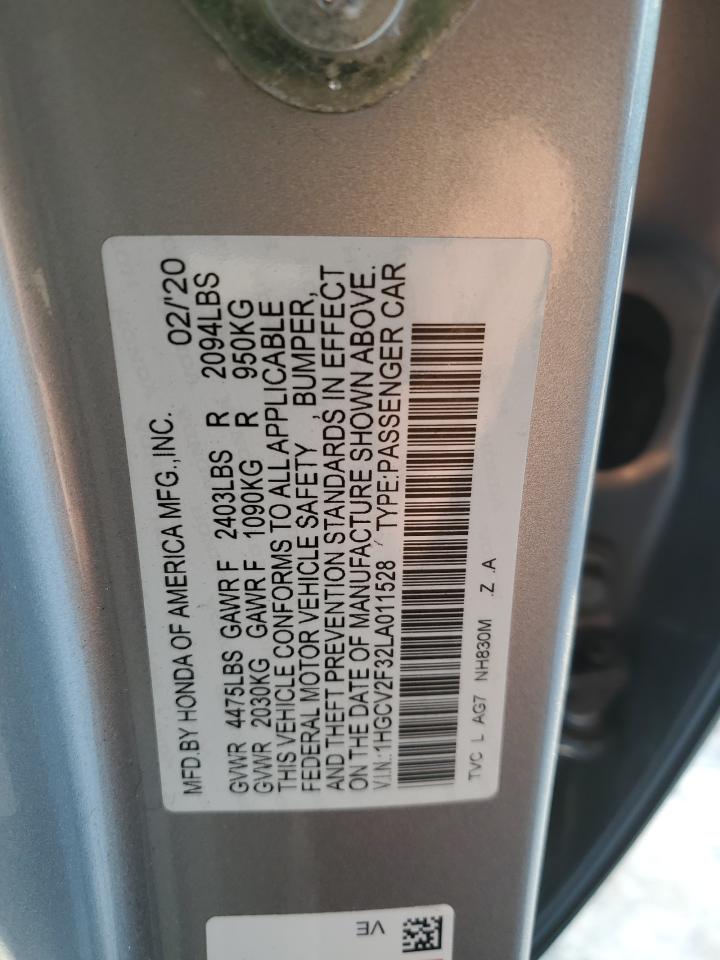 MFD.BY HONDA OF AMERICA MFG.,INC. 02/'20
GVWR 4475LBS GAWR F 2403LBS R 2094LBS
GVWR 2030KG GAWR F 1090KG R 950KG
THIS VEHICLE CONFORMS TO ALL APPLICABLE
FEDERAL MOTOR VEHICLE SAFETY , BUMPER,
AND THEFT PREVENTION STANDARDS IN EFFECT
ON THE DATE OF MANUFACTURE SHOWN ABOVE.
V.I.N.:1HGCV2F32LA011528 TYPE:PASSENGER CAR
TVC L AG7 NH830M .Z .A
VE